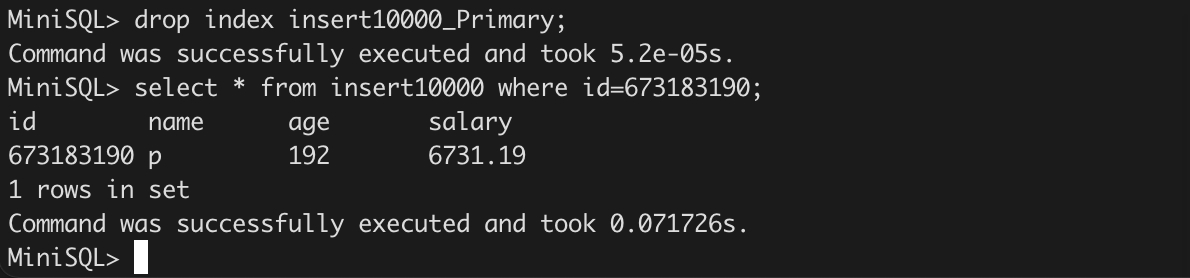 MiniSQL> drop index insert10000_Primary;
Command was successfully executed and took 5.2e-05s.
MiniSQL> select * from insert10000 where id=673183190;
id name age salary
673183190 p 192 6731.19
1 rows in set
Command was successfully executed and took 0.071726s.
MiniSQL>